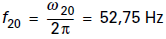 f₂₀ = ω₂₀ / 2π = 52,75 Hz